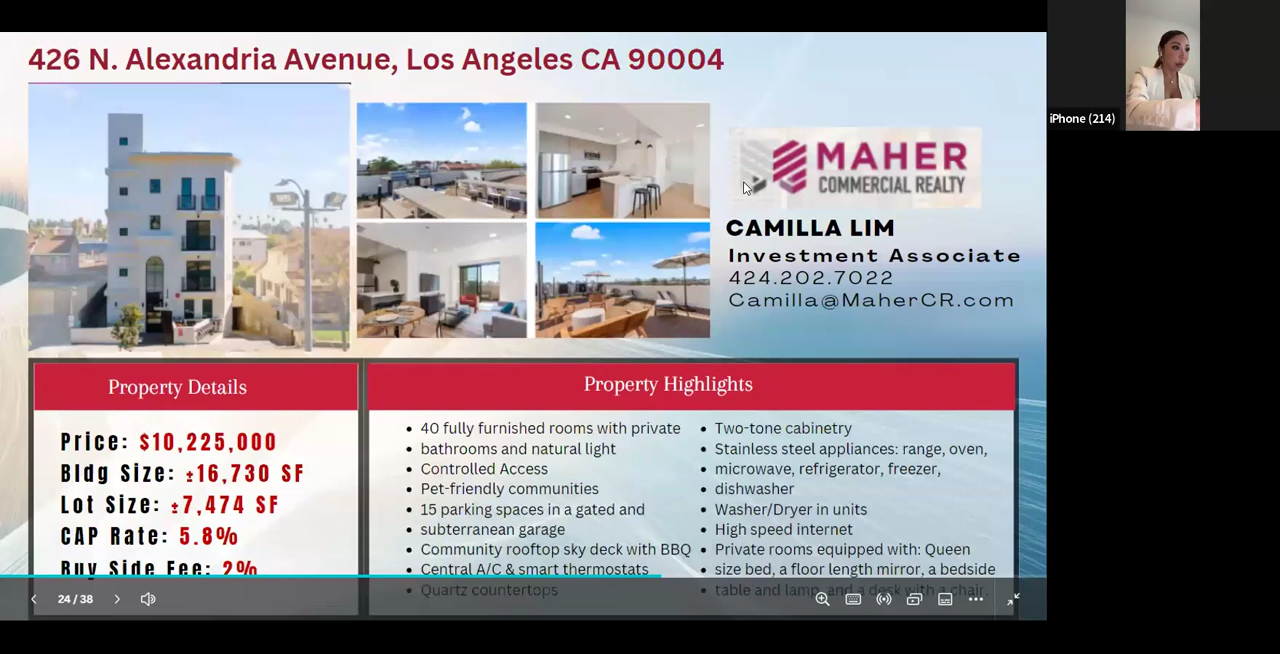 426 N. Alexandria Avenue, Los Angeles CA 90004
iPhone (214)
MAHER
COMMERCIAL REALTY
CAMILLA LIM
Investment Associate
424.202.7022
Camilla@MaherCR.com
Property Details
Price: $10,225,000
Bldg Size: ±16,730 SF
Lot Size: ±7,474 SF
CAP Rate: 5.8%
Buy Side Fee: 2%
Property Highlights
• 40 fully furnished rooms with private
• bathrooms and natural light
• Controlled Access
• Pet-friendly communities
• 15 parking spaces in a gated and
• subterranean garage
• Community rooftop sky deck with BBQ
• Central A/C & smart thermostats
• Quartz countertops
• Two-tone cabinetry
• Stainless steel appliances: range, oven,
• microwave, refrigerator, freezer,
• dishwasher
• Washer/Dryer in units
• High speed internet
• Private rooms equipped with: Queen
• size bed, a floor length mirror, a bedside
• table and lamp, and a desk with a chair.
24 / 38